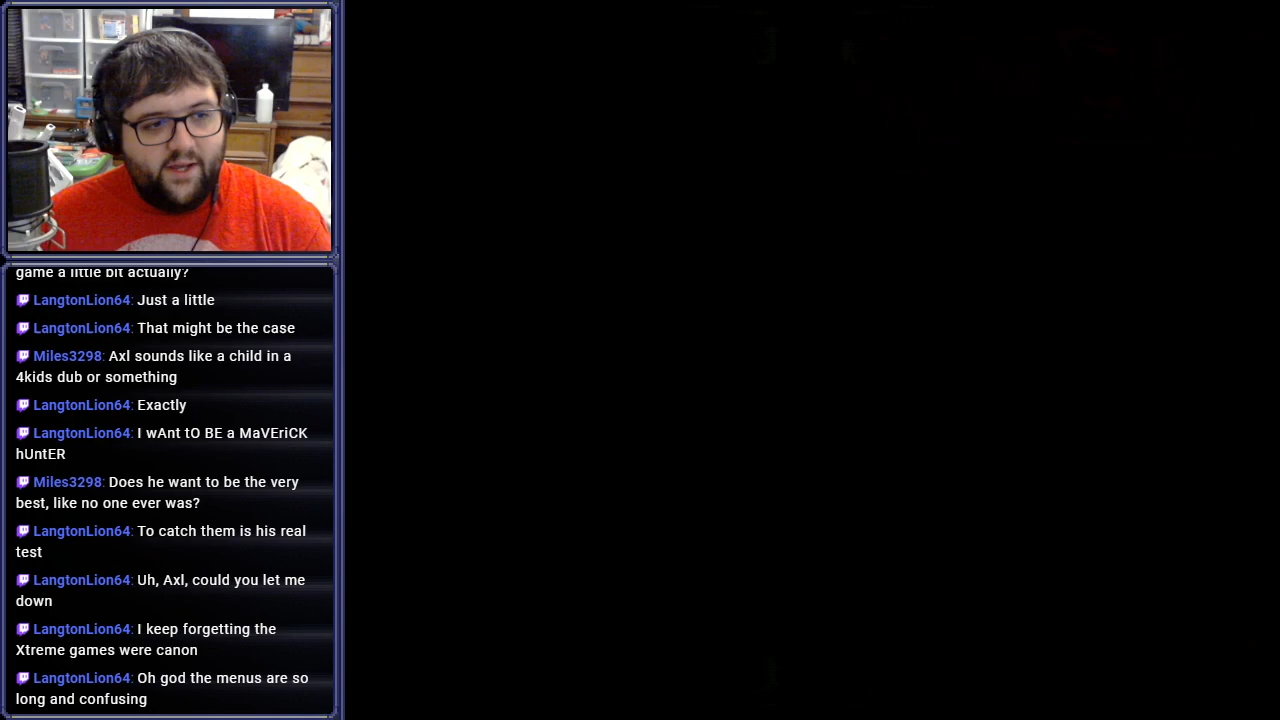 game a little bit actually?
LangtonLion64: Just a little
LangtonLion64: That might be the case
Miles3298: Axl sounds like a child in a
4kids dub or something
LangtonLion64: Exactly
LangtonLion64: I wAnt tO BE a MaVEriCK
hUntER
Miles3298: Does he want to be the very
best, like no one ever was?
LangtonLion64: To catch them is his real
test
LangtonLion64: Uh, Axl, could you let me
down
LangtonLion64: I keep forgetting the
Xtreme games were canon
LangtonLion64: Oh god the menus are so
long and confusing